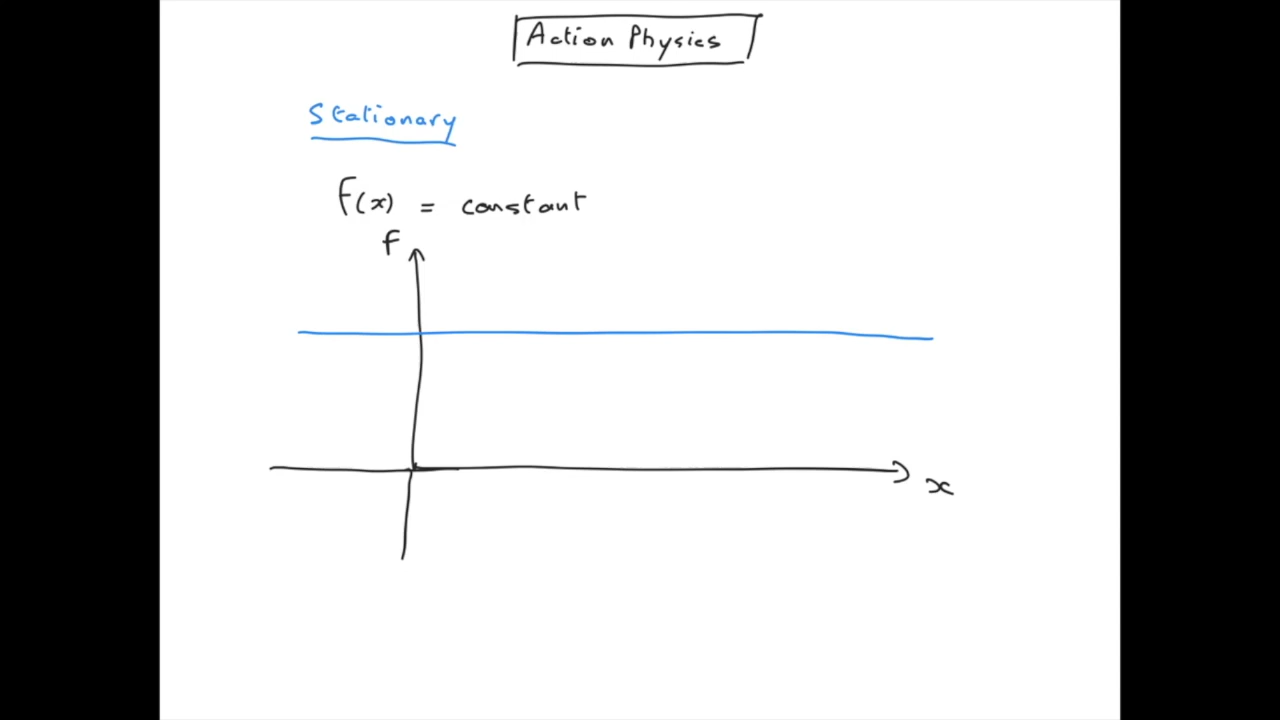 Action Physics
Stationary
f(x) = constant
f
x